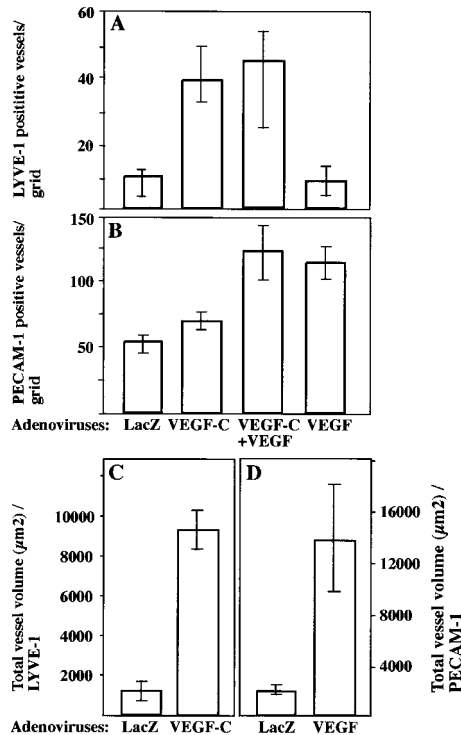 A
60
40
20
LYVE-1 posititive vessels/
grid
B
150
100
50
PECAM-1 positive vessels/
grid
Adenoviruses: LacZ VEGF-C VEGF-C VEGF
+VEGF
C
10000
8000
6000
4000
2000
Total vessel volume (µm2) /
LYVE-1
D
16000
12000
8000
4000
Total vessel volume (µm2) /
PECAM-1
Adenoviruses: LacZ VEGF-C LacZ VEGF